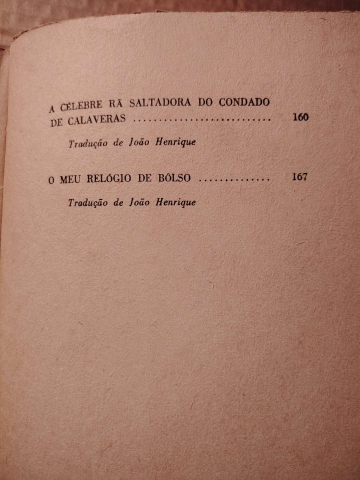 A CÉLEBRE RÃ SALTADORA DO CONDADO
DE CALAVERAS ........................... 160
Tradução de João Henrique
O MEU RELÓGIO DE BÔLSO .............. 167
Tradução de João Henrique